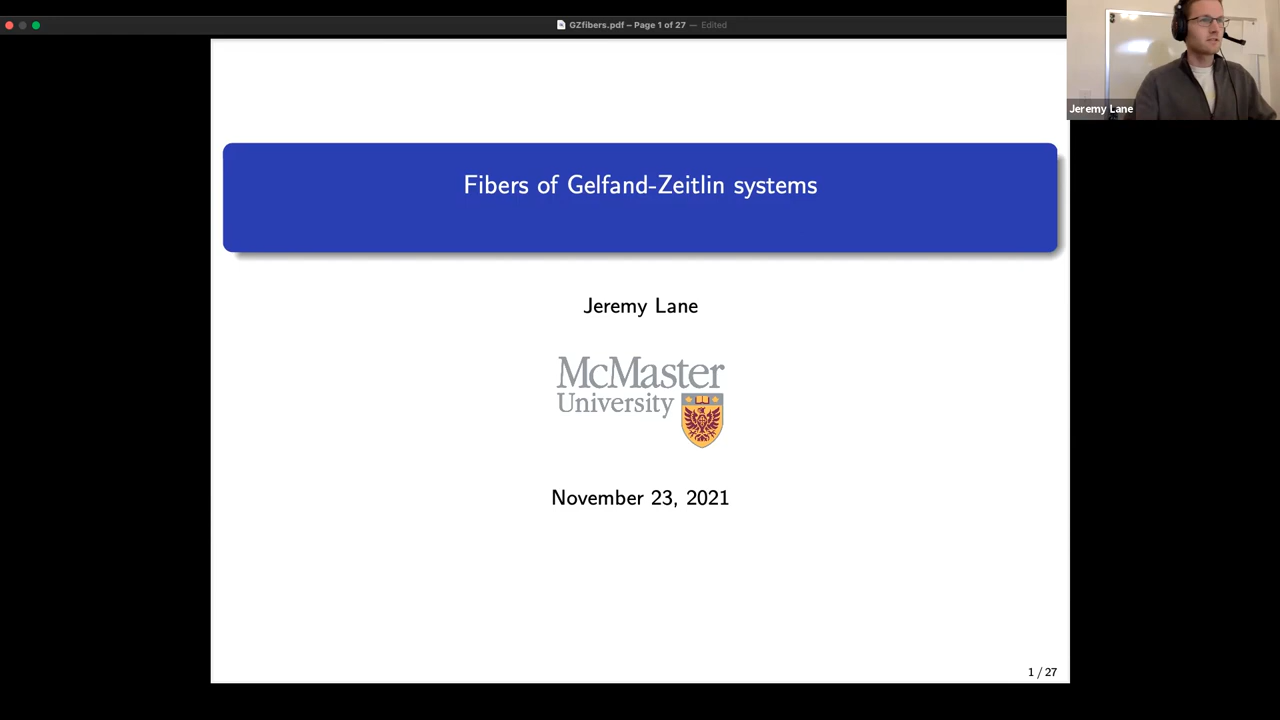 GZfibers.pdf – Page 1 of 27 — Edited
Jeremy Lane
Fibers of Gelfand-Zeitlin systems
Jeremy Lane
McMaster
University
November 23, 2021
1 / 27